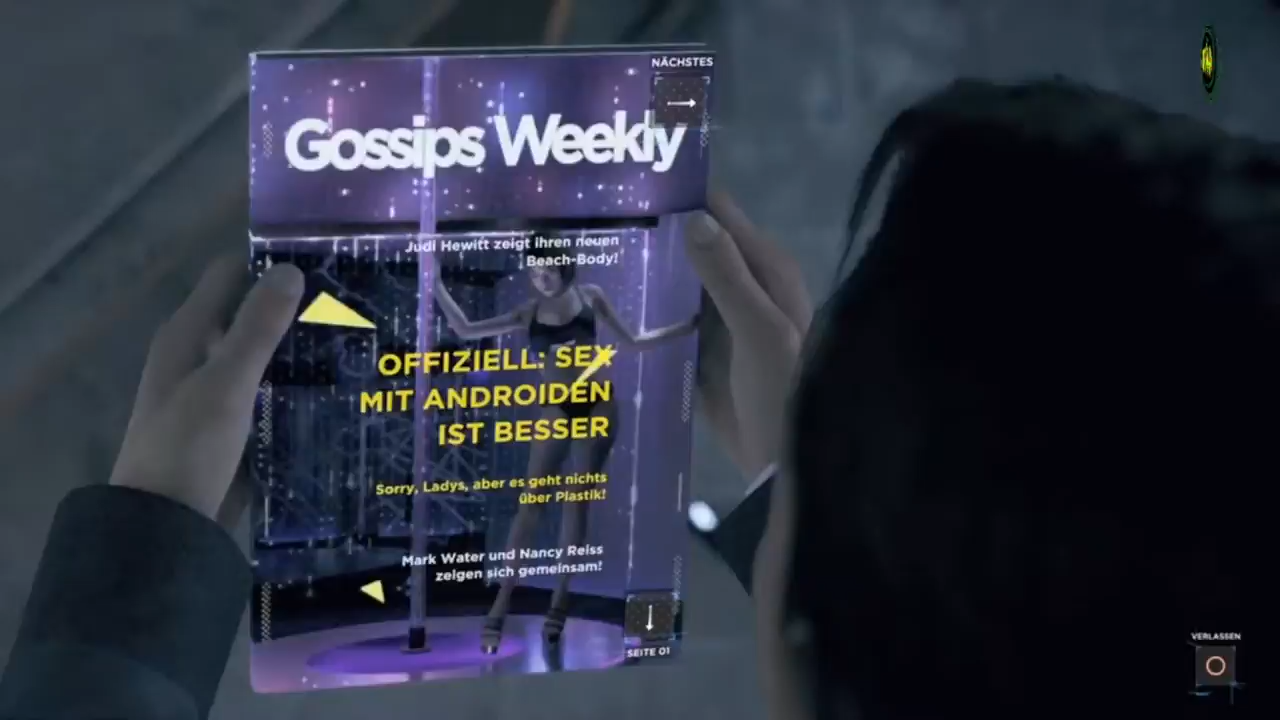 NÄCHSTES
Gossips Weekly
Judi Hewitt zeigt ihren neuen
Beach-Body!
OFFIZIELL: SEX
MIT ANDROIDEN
IST BESSER
Sorry, Ladys, aber es geht nichts
über Plastik!
Mark Water und Nancy Reiss
zeigen sich gemeinsam!
SEITE 01
VERLASSEN